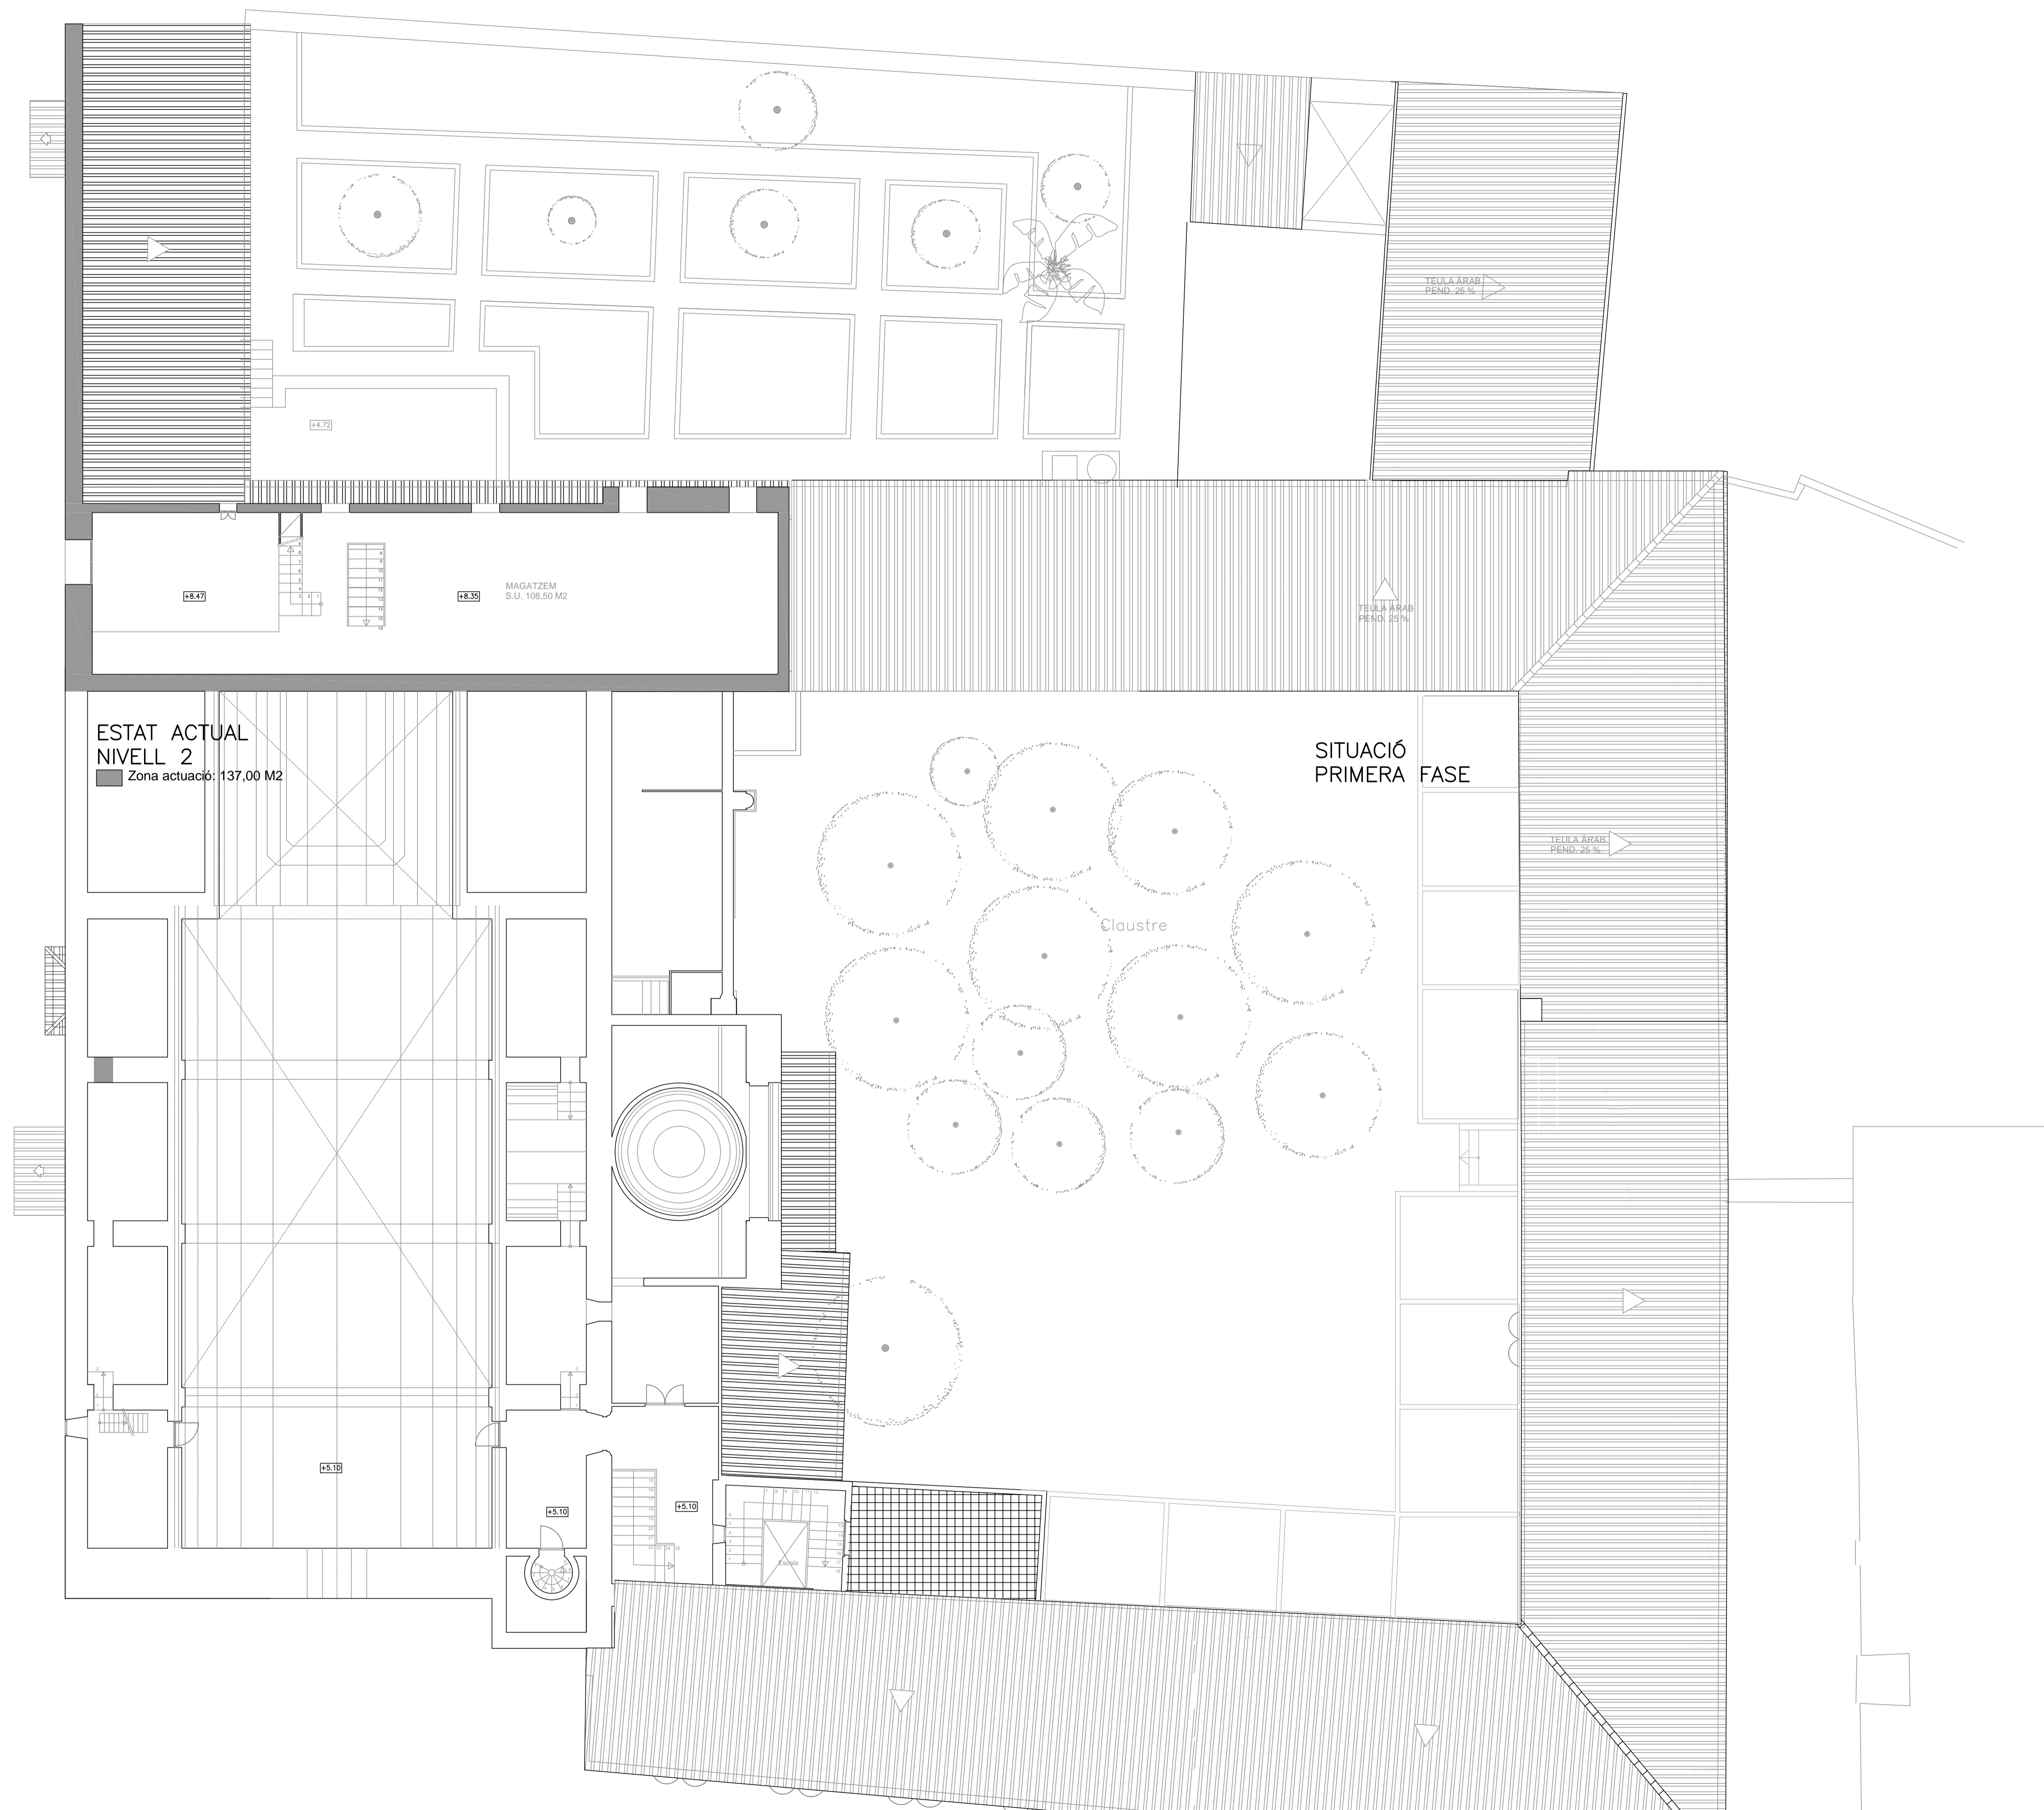 TEULA ÀRAB
PEND. 25 %
+4.72
MAGATZEM
S.U. 108,50 M2
+8.47
+8.35
TEULA ÀRAB
PEND. 25 %
ESTAT ACTUAL
NIVELL 2
Zona actuació: 137,00 M2
SITUACIÓ
PRIMERA FASE
TEULA ÀRAB
PEND. 25 %
Claustre
+5.10
+5.10
+5.10
Escala